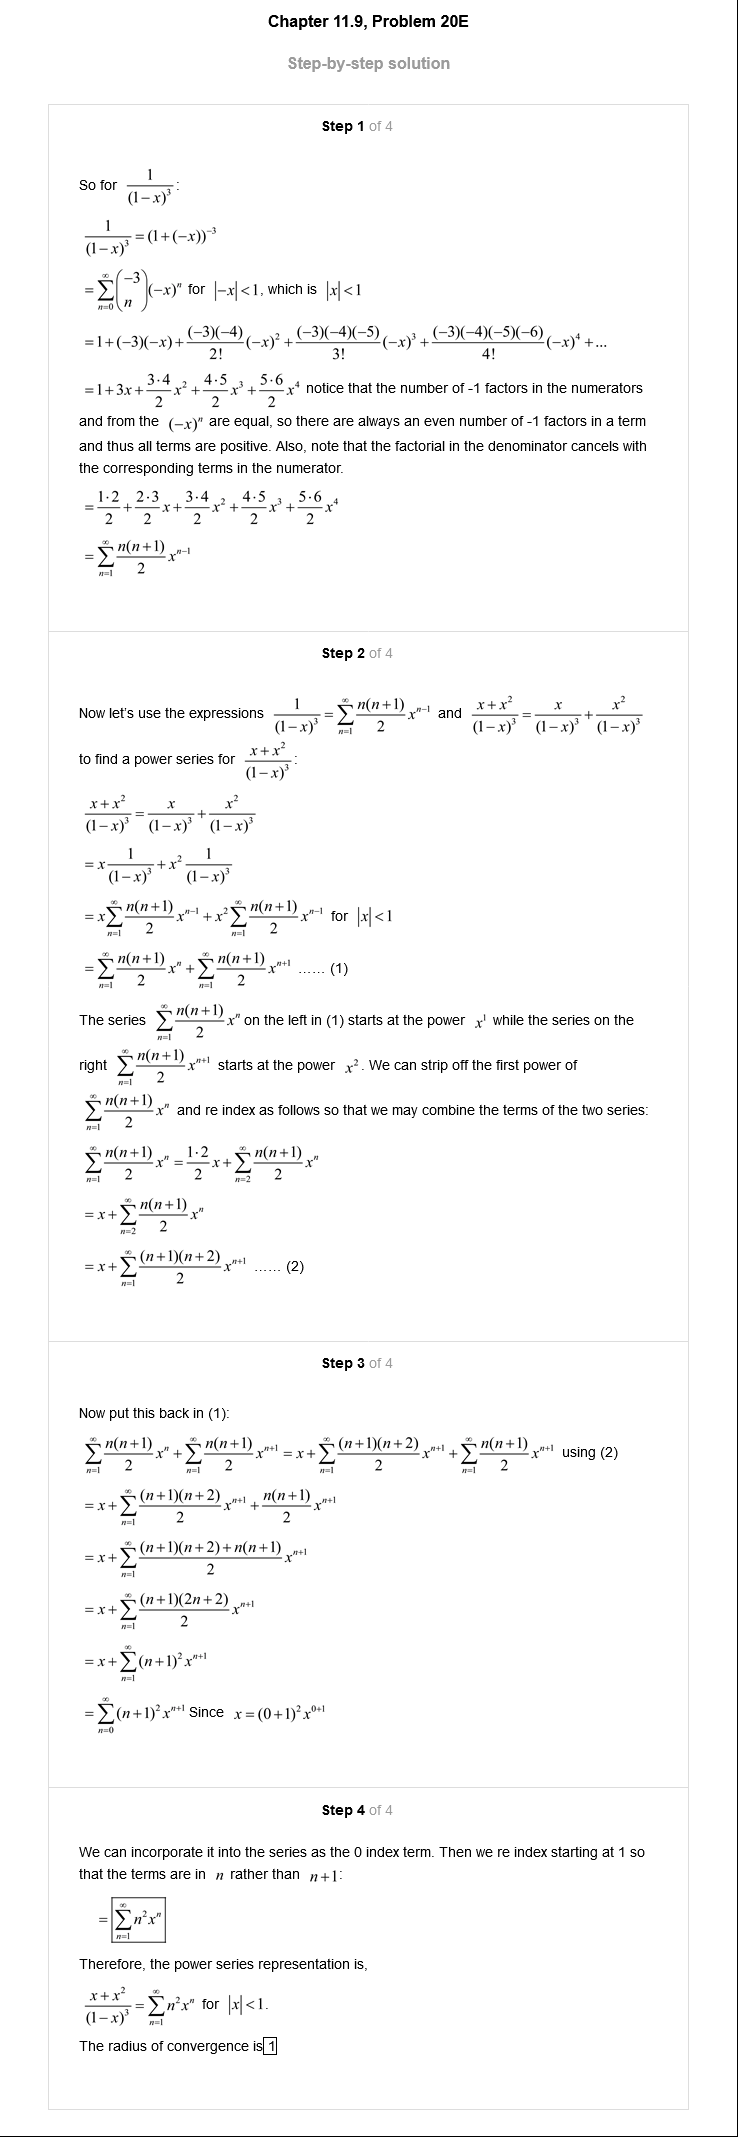 Chapter 11.9, Problem 20E
Step-by-step solution
Step 1 of 4
So for \frac{1}{(1-x)^3}:
\frac{1}{(1-x)^3} = (1+(-x))^{-3}
= \sum_{n=0}^{\infty} \binom{-3}{n} (-x)^n for |-x| < 1, which is |x| < 1
= 1+(-3)(-x)+\frac{(-3)(-4)}{2!}(-x)^2+\frac{(-3)(-4)(-5)}{3!}(-x)^3+\frac{(-3)(-4)(-5)(-6)}{4!}(-x)^4+...
= 1+3x+\frac{3·4}{2}x^2+\frac{4·5}{2}x^3+\frac{5·6}{2}x^4 notice that the number of -1 factors in the numerators
and from the (-x)^n are equal, so there are always an even number of -1 factors in a term
and thus all terms are positive. Also, note that the factorial in the denominator cancels with
the corresponding terms in the numerator.
= \frac{1·2}{2}+\frac{2·3}{2}x+\frac{3·4}{2}x^2+\frac{4·5}{2}x^3+\frac{5·6}{2}x^4
= \sum_{n=1}^{\infty} \frac{n(n+1)}{2} x^{n-1}
Step 2 of 4
Now let's use the expressions \frac{1}{(1-x)^3} = \sum_{n=1}^{\infty} \frac{n(n+1)}{2} x^{n-1} and \frac{x+x^2}{(1-x)^3} = \frac{x}{(1-x)^3}+\frac{x^2}{(1-x)^3}
to find a power series for \frac{x+x^2}{(1-x)^3}:
\frac{x+x^2}{(1-x)^3} = \frac{x}{(1-x)^3}+\frac{x^2}{(1-x)^3}
= x\frac{1}{(1-x)^3}+x^2\frac{1}{(1-x)^3}
= x\sum_{n=1}^{\infty} \frac{n(n+1)}{2} x^{n-1}+x^2\sum_{n=1}^{\infty} \frac{n(n+1)}{2} x^{n-1} for |x| < 1
= \sum_{n=1}^{\infty} \frac{n(n+1)}{2} x^n+\sum_{n=1}^{\infty} \frac{n(n+1)}{2} x^{n+1} ...... (1)
The series \sum_{n=1}^{\infty} \frac{n(n+1)}{2} x^n on the left in (1) starts at the power x^1 while the series on the
right \sum_{n=1}^{\infty} \frac{n(n+1)}{2} x^{n+1} starts at the power x^2. We can strip off the first power of
\sum_{n=1}^{\infty} \frac{n(n+1)}{2} x^n and re index as follows so that we may combine the terms of the two series:
\sum_{n=1}^{\infty} \frac{n(n+1)}{2} x^n = \frac{1·2}{2}x+\sum_{n=2}^{\infty} \frac{n(n+1)}{2} x^n
= x+\sum_{n=2}^{\infty} \frac{n(n+1)}{2} x^n
= x+\sum_{n=1}^{\infty} \frac{(n+1)(n+2)}{2} x^{n+1} ...... (2)
Step 3 of 4
Now put this back in (1):
\sum_{n=1}^{\infty} \frac{n(n+1)}{2} x^n+\sum_{n=1}^{\infty} \frac{n(n+1)}{2} x^{n+1} = x+\sum_{n=1}^{\infty} \frac{(n+1)(n+2)}{2} x^{n+1}+\sum_{n=1}^{\infty} \frac{n(n+1)}{2} x^{n+1} using (2)
= x+\sum_{n=1}^{\infty} \frac{(n+1)(n+2)}{2} x^{n+1}+\frac{n(n+1)}{2} x^{n+1}
= x+\sum_{n=1}^{\infty} \frac{(n+1)(n+2)+n(n+1)}{2} x^{n+1}
= x+\sum_{n=1}^{\infty} \frac{(n+1)(2n+2)}{2} x^{n+1}
= x+\sum_{n=1}^{\infty} (n+1)^2 x^{n+1}
= \sum_{n=0}^{\infty} (n+1)^2 x^{n+1} Since x = (0+1)^2 x^{0+1}
Step 4 of 4
We can incorporate it into the series as the 0 index term. Then we re index starting at 1 so
that the terms are in n rather than n+1:
= \sum_{n=1}^{\infty} n^2 x^n
Therefore, the power series representation is,
\frac{x+x^2}{(1-x)^3} = \sum_{n=1}^{\infty} n^2 x^n for |x| < 1.
The radius of convergence is 1